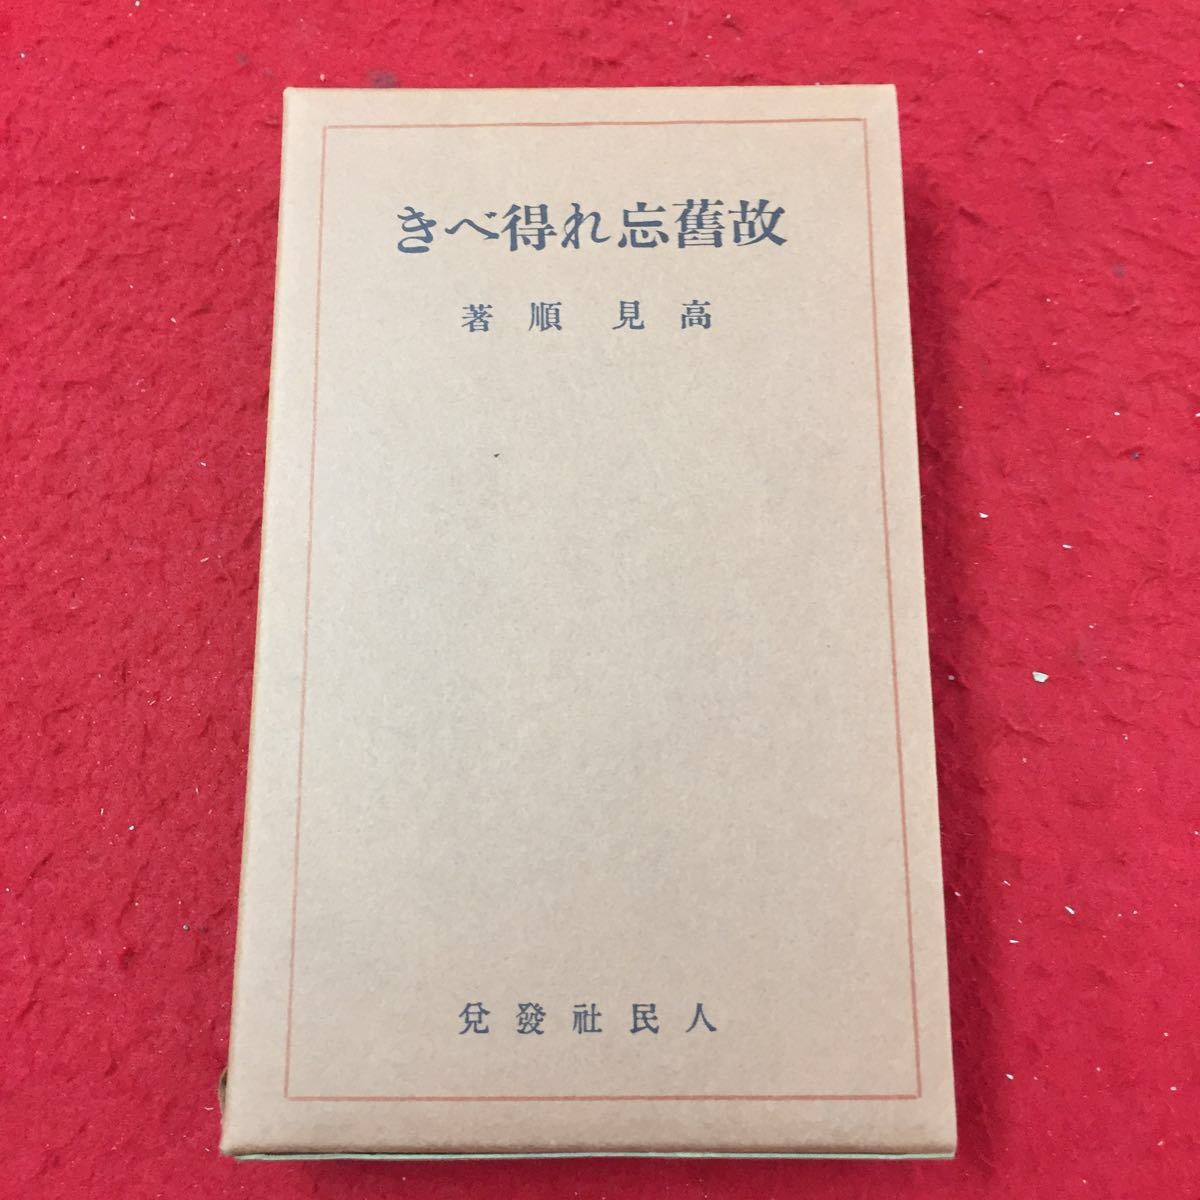 故舊忘れ得べき
高見順著
人民社發兌